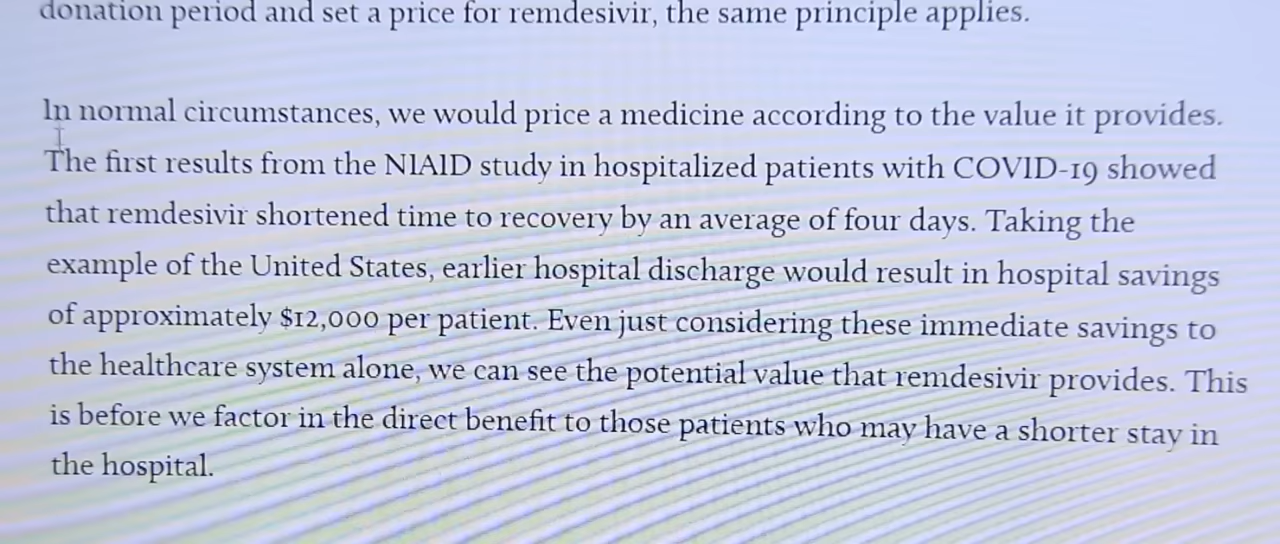 donation period and set a price for remdesivir, the same principle applies.
In normal circumstances, we would price a medicine according to the value it provides.
The first results from the NIAID study in hospitalized patients with COVID-19 showed
that remdesivir shortened time to recovery by an average of four days. Taking the
example of the United States, earlier hospital discharge would result in hospital savings
of approximately $12,000 per patient. Even just considering these immediate savings to
the healthcare system alone, we can see the potential value that remdesivir provides. This
is before we factor in the direct benefit to those patients who may have a shorter stay in
the hospital.